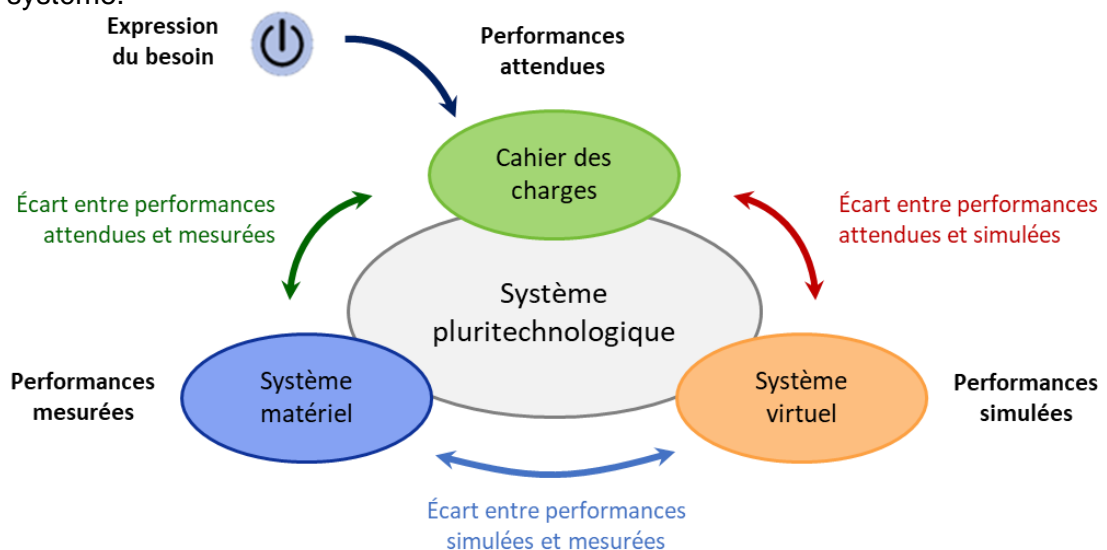 système.
Expression
du besoin
Performances
attendues
Cahier des
charges
Écart entre performances
attendues et mesurées
Écart entre performances
attendues et simulées
Système
pluritechnologique
Performances
mesurées
Système
matériel
Système
virtuel
Performances
simulées
Écart entre performances
simulées et mesurées